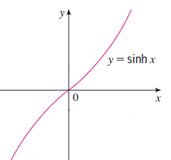 y
y = sinh x
0
x